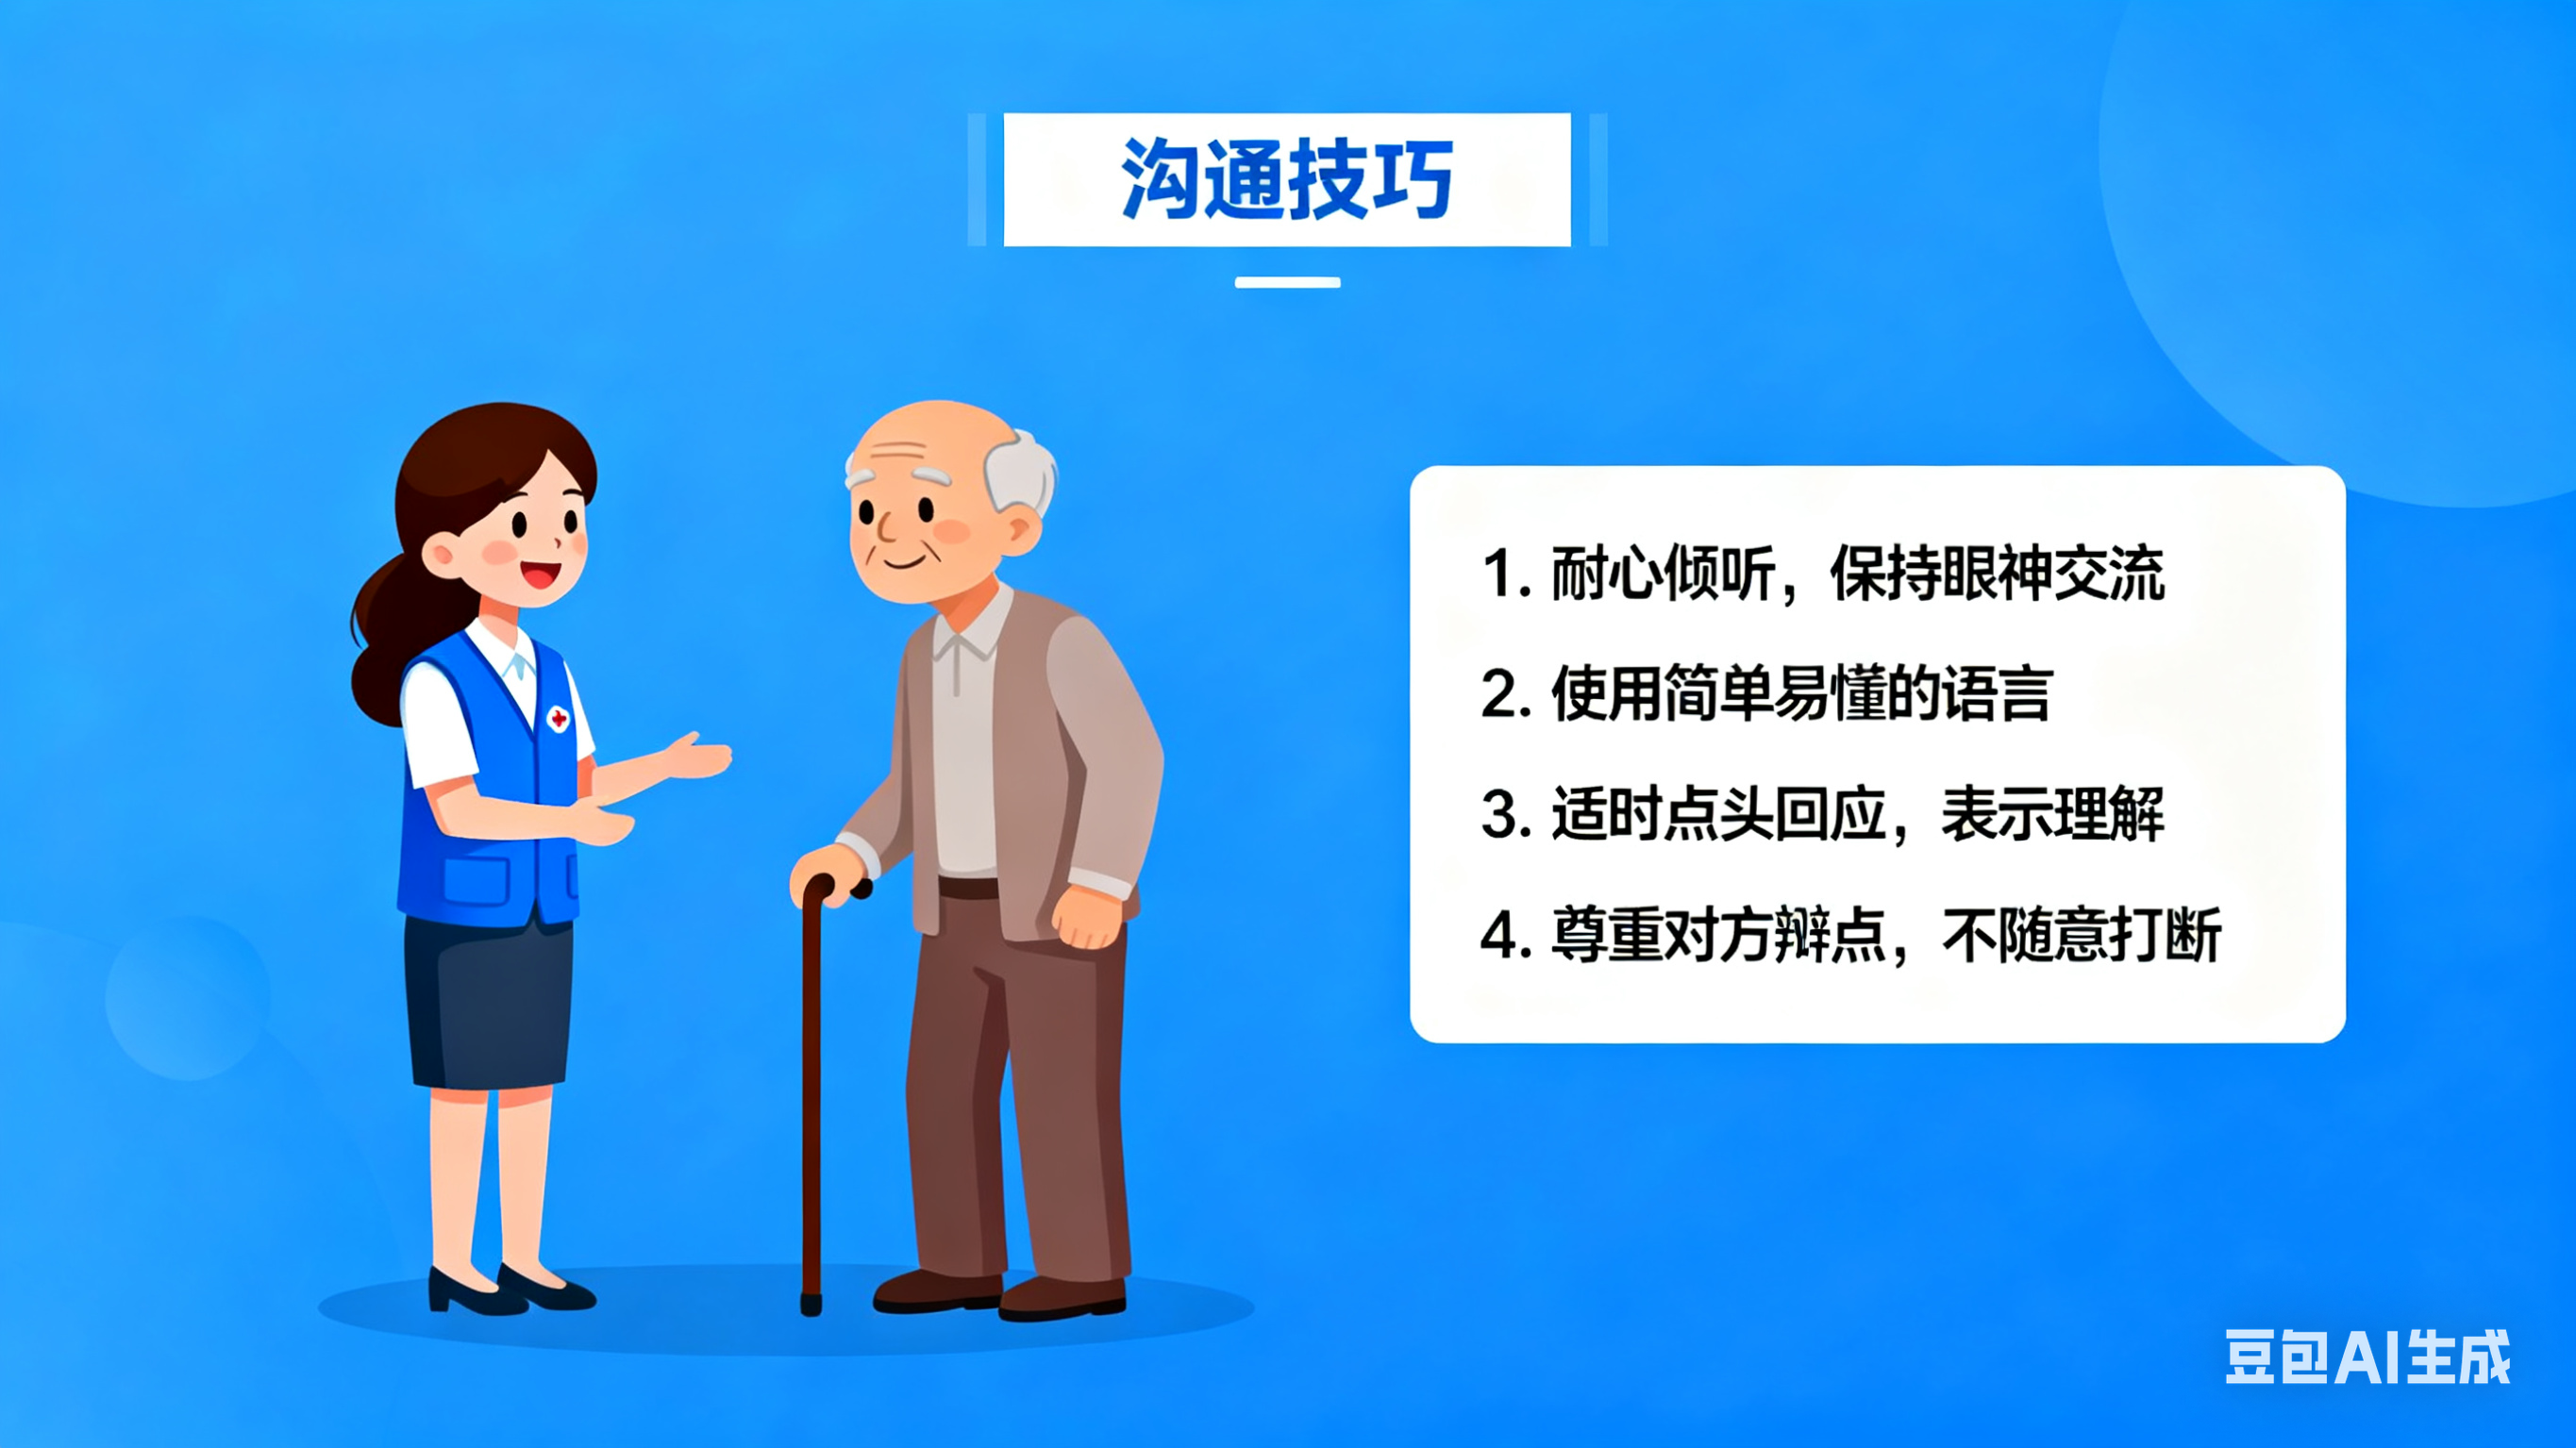 沟通技巧
1. 耐心倾听，保持眼神交流
2. 使用简单易懂的语言
3. 适时点头回应，表示理解
4. 尊重对方辩点，不随意打断
豆包AI生成